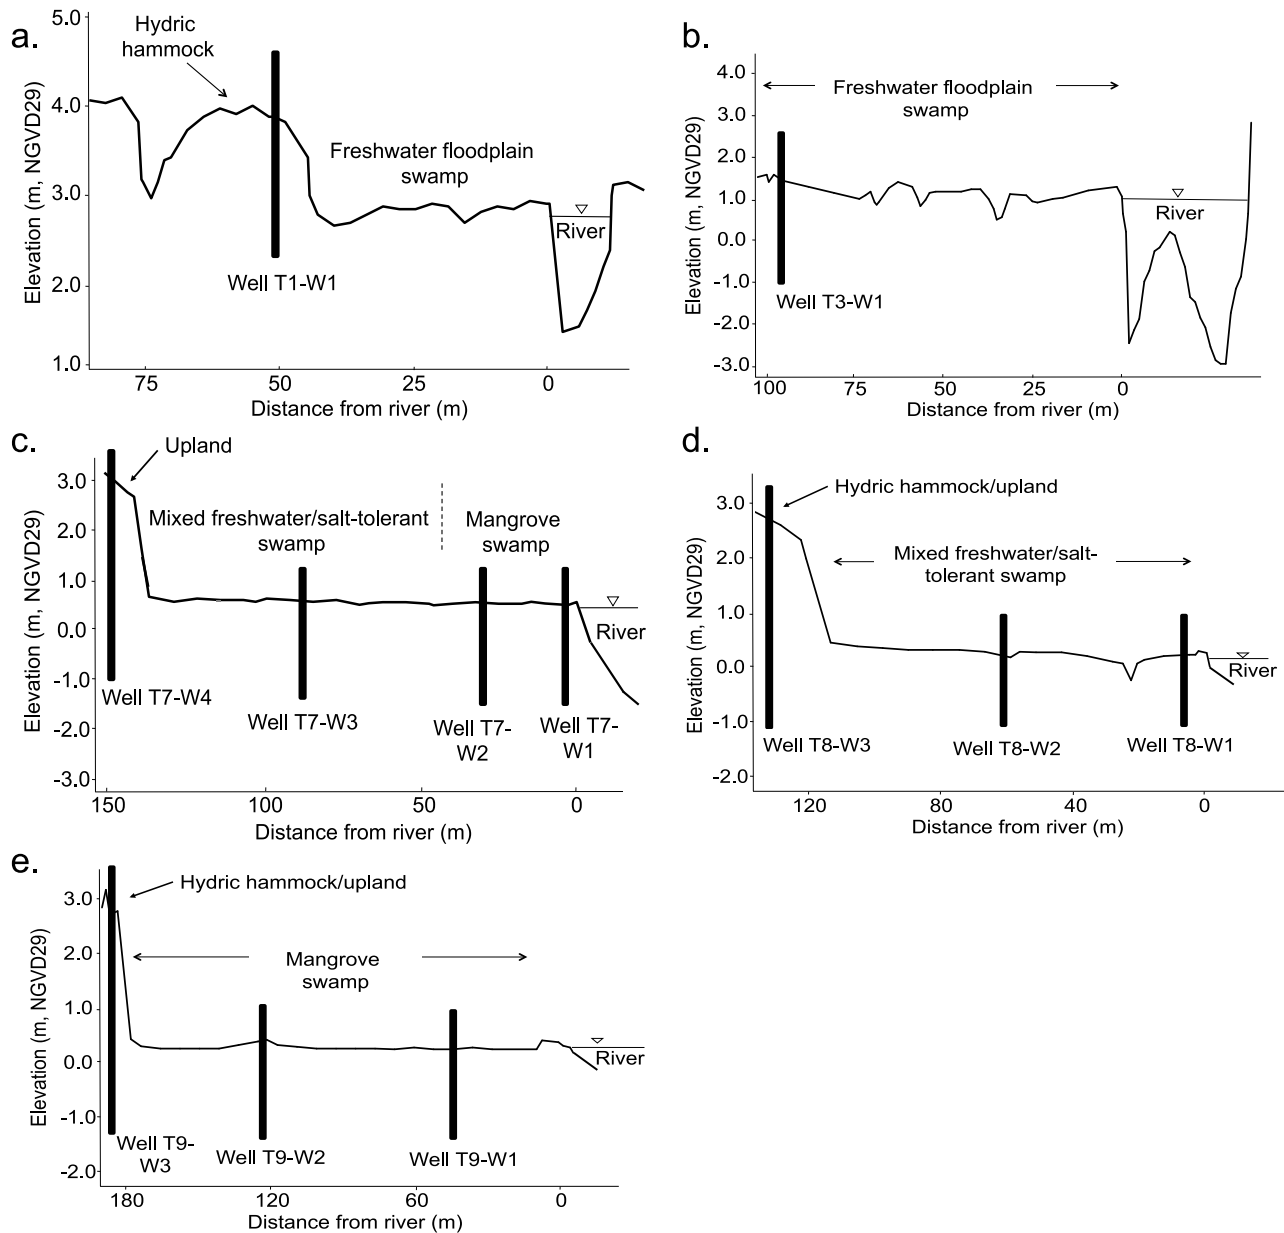 a.
Hydric
hammock
5.0
4.0
3.0
2.0
1.0
Elevation (m, NGVD29)
Freshwater floodplain
swamp
River
Well T1-W1
75
50
25
0
Distance from river (m)
b.
4.0
3.0
2.0
1.0
0.0
-1.0
-2.0
-3.0
Elevation (m, NGVD29)
Freshwater floodplain
swamp
River
Well T3-W1
100
75
50
25
0
Distance from river (m)
c.
Upland
3.0
2.0
1.0
0.0
-1.0
-2.0
-3.0
Elevation (m, NGVD29)
Mixed freshwater/salt-tolerant
swamp
Mangrove
swamp
River
Well T7-W4
Well T7-W3
Well T7-
W2
Well T7-
W1
150
100
50
0
Distance from river (m)
d.
Hydric hammock/upland
3.0
2.0
1.0
0.0
-1.0
-2.0
Elevation (m, NGVD29)
Mixed freshwater/salt-
tolerant swamp
River
Well T8-W3
Well T8-W2
Well T8-W1
120
80
40
0
Distance from river (m)
e.
Hydric hammock/upland
3.0
2.0
1.0
0.0
-1.0
-2.0
Elevation (m, NGVD29)
Mangrove
swamp
River
Well T9-
W3
Well T9-W2
Well T9-W1
180
120
60
0
Distance from river (m)